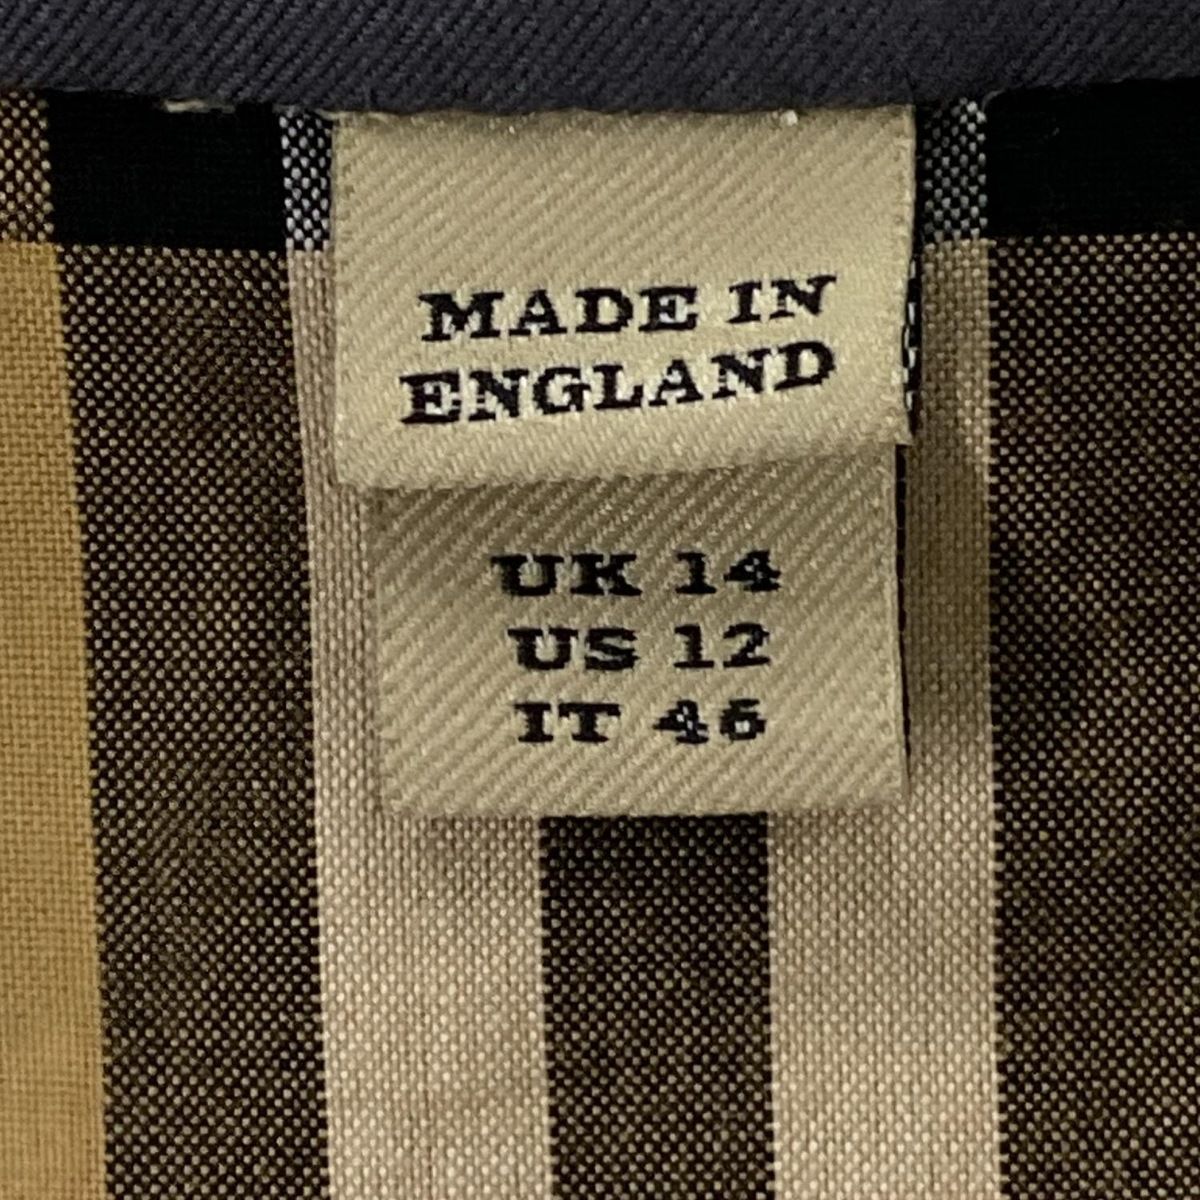 MADE IN
ENGLAND
UK 14
US 12
IT 46